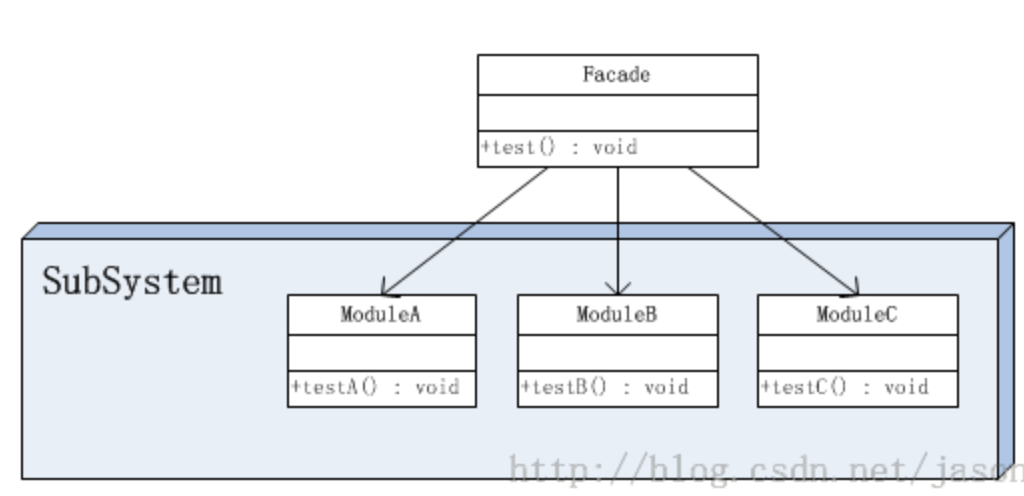 Facade
+test() : void
SubSystem
ModuleA
ModuleB
ModuleC
+testA() : void
+testB() : void
+testC() : void
http://blog.csdn.net/jason